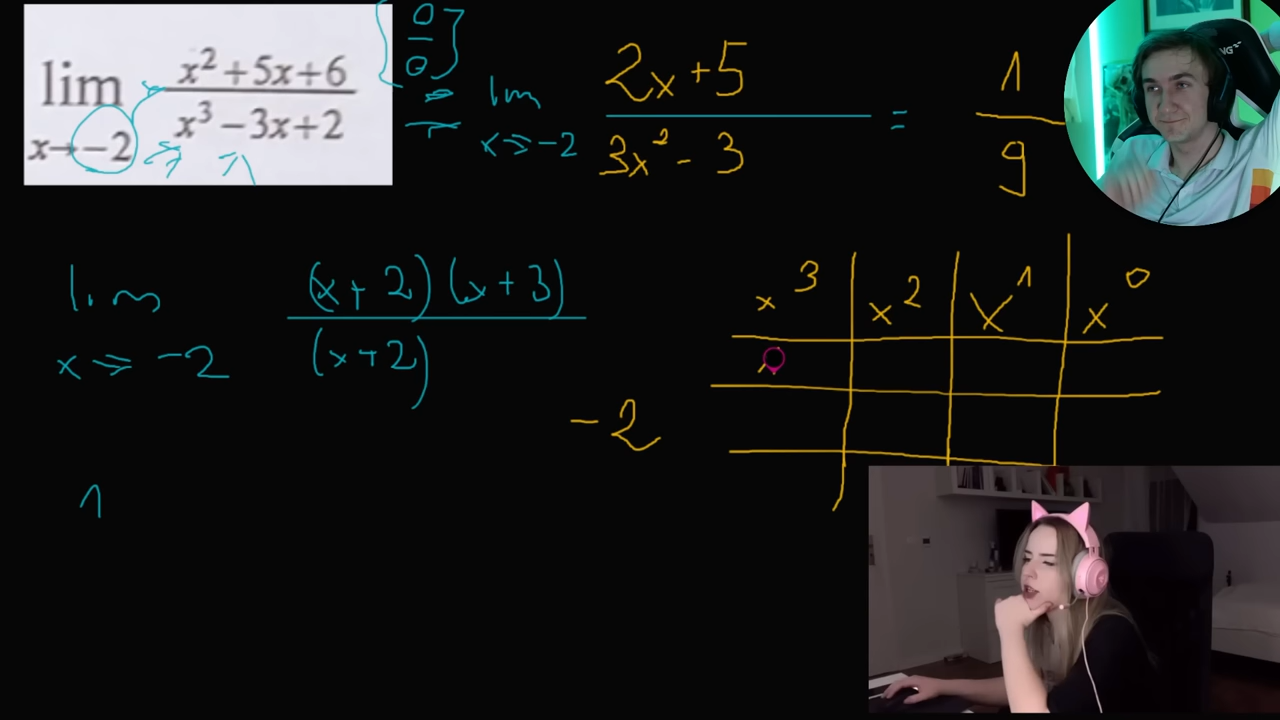 lim x→-2 (x² + 5x + 6)/(x³ - 3x + 2)
[0/0]
= lim x→-2 (2x+5)/(3x² - 3) = 1/9
lim x→-2 (x+2)(x+3)/(x+2)
x³ x² x¹ x⁰
-2
1